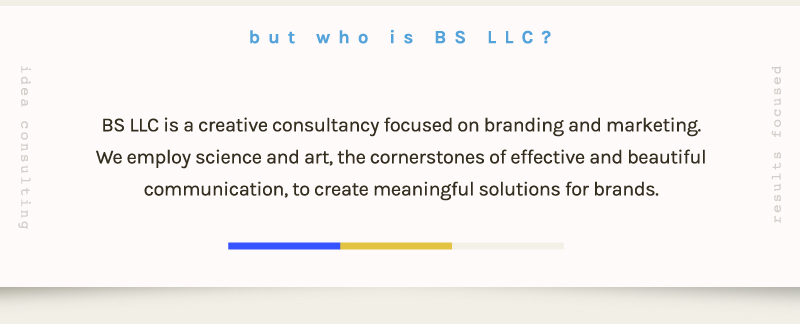 but who is BS LLC?
idea consulting
results focused
BS LLC is a creative consultancy focused on branding and marketing.
We employ science and art, the cornerstones of effective and beautiful
communication, to create meaningful solutions for brands.